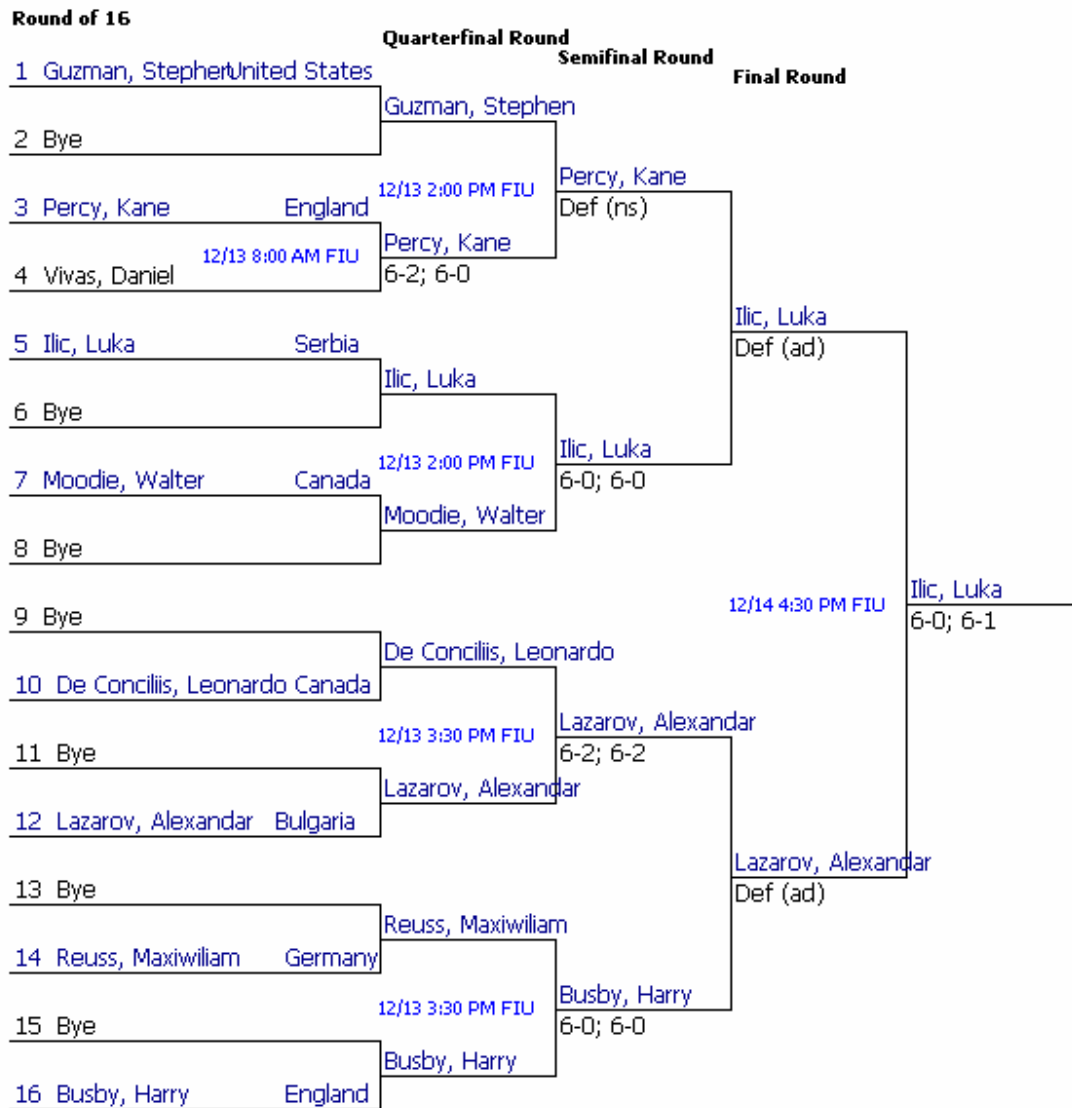 Round of 16
Quarterfinal Round
Semifinal Round
Final Round
1 Guzman, Stephen United States
Guzman, Stephen
2 Bye
Percy, Kane
12/13 2:00 PM FIU
Def (ns)
3 Percy, Kane England
Percy, Kane
12/13 8:00 AM FIU
6-2; 6-0
4 Vivas, Daniel
Ilic, Luka
Def (ad)
5 Ilic, Luka Serbia
Ilic, Luka
6 Bye
Ilic, Luka
12/13 2:00 PM FIU
6-0; 6-0
7 Moodie, Walter Canada
Moodie, Walter
8 Bye
Ilic, Luka
12/14 4:30 PM FIU
6-0; 6-1
9 Bye
De Conciliis, Leonardo
10 De Conciliis, Leonardo Canada
Lazarov, Alexandar
12/13 3:30 PM FIU
6-2; 6-2
11 Bye
Lazarov, Alexandar
12 Lazarov, Alexandar Bulgaria
Lazarov, Alexandar
Def (ad)
13 Bye
Reuss, Maxiwiliam
14 Reuss, Maxiwiliam Germany
Busby, Harry
12/13 3:30 PM FIU
6-0; 6-0
15 Bye
Busby, Harry
16 Busby, Harry England